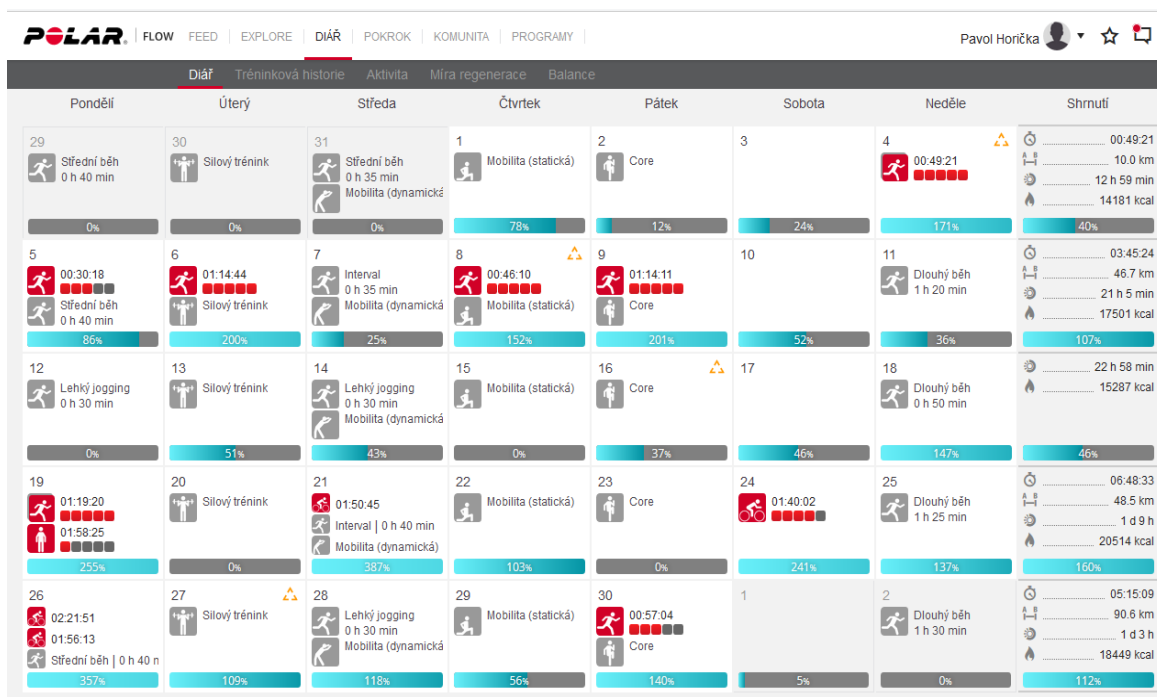 POLAR. FLOW FEED EXPLORE DIÁŘ POKROK KOMUNITA PROGRAMY Pavol Horička
Diář Tréninková historie Aktivita Míra regenerace Balance
Pondělí Úterý Středa Čtvrtek Pátek Sobota Neděle Shrnutí
29
Střední běh
0 h 40 min
0%
30
Silový trénink
0%
31
Střední běh
0 h 35 min
Mobilita (dynamická
0%
1
Mobilita (statická)
78%
2
Core
12%
3
24%
4
00:49:21
171%
00:49:21
A B 10.0 km
12 h 59 min
14181 kcal
40%
5
00:30:18
Střední běh
0 h 40 min
86%
6
01:14:44
Silový trénink
200%
7
Interval
0 h 35 min
Mobilita (dynamická
25%
8
00:46:10
Mobilita (statická)
152%
9
01:14:11
Core
201%
10
52%
11
Dlouhý běh
1 h 20 min
36%
03:45:24
A B 46.7 km
21 h 5 min
17501 kcal
107%
12
Lehký jogging
0 h 30 min
0%
13
Silový trénink
51%
14
Lehký jogging
0 h 30 min
Mobilita (dynamická
43%
15
Mobilita (statická)
0%
16
Core
37%
17
46%
18
Dlouhý běh
0 h 50 min
147%
22 h 58 min
15287 kcal
46%
19
01:19:20
01:58:25
255%
20
Silový trénink
0%
21
01:50:45
Interval | 0 h 40 min
Mobilita (dynamická)
387%
22
Mobilita (statická)
103%
23
Core
0%
24
01:40:02
241%
25
Dlouhý běh
1 h 25 min
137%
06:48:33
A B 48.5 km
1 d 9 h
20514 kcal
160%
26
02:21:51
01:56:13
Střední běh | 0 h 40 n
357%
27
Silový trénink
109%
28
Lehký jogging
0 h 30 min
Mobilita (dynamická
118%
29
Mobilita (statická)
56%
30
00:57:04
Core
140%
1
5%
2
Dlouhý běh
1 h 30 min
0%
05:15:09
A B 90.6 km
1 d 3 h
18449 kcal
112%